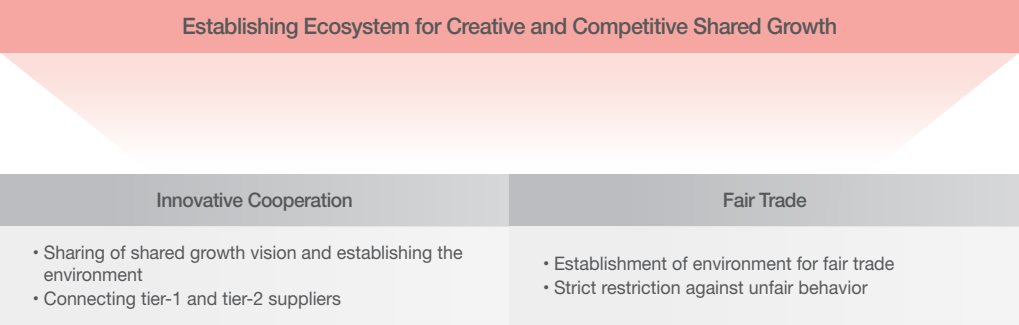 Establishing Ecosystem for Creative and Competitive Shared Growth
Innovative Cooperation
• Sharing of shared growth vision and establishing the
environment
• Connecting tier-1 and tier-2 suppliers
Fair Trade
• Establishment of environment for fair trade
• Strict restriction against unfair behavior